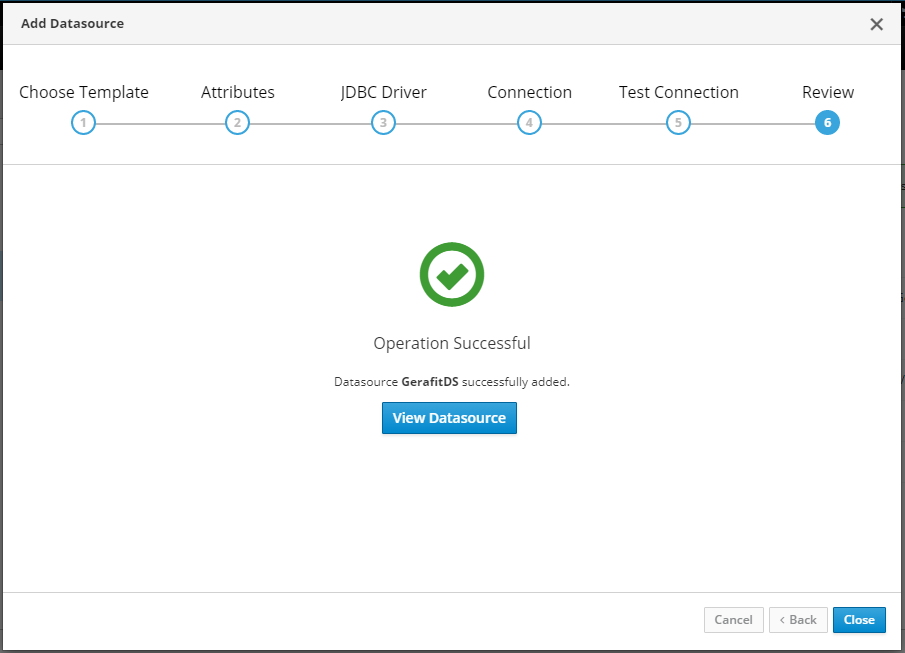 Add Datasource
Choose Template Attributes JDBC Driver Connection Test Connection Review
1 2 3 4 5 6
Operation Successful
Datasource GerafitDS successfully added.
View Datasource
Cancel < Back Close